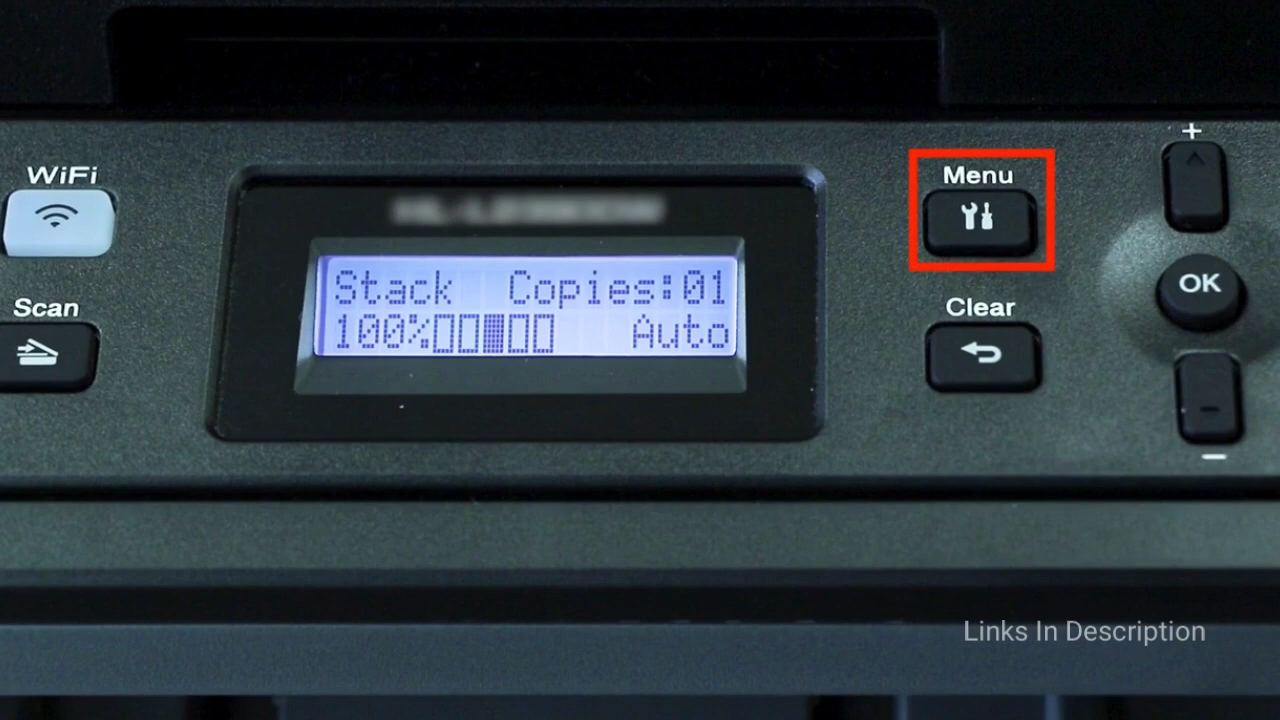 +
WiFi
Menu
Stack Copies:01
100% Auto
OK
Scan
Clear
-
Links In Description